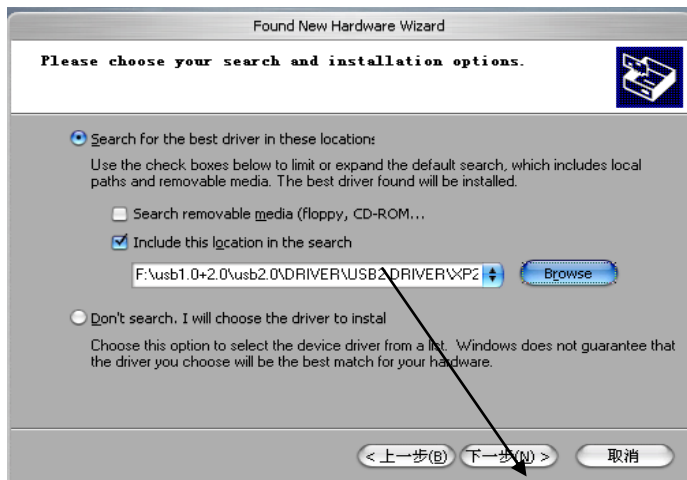 Found New Hardware Wizard
Please choose your search and installation options.
Search for the best driver in these locations
Use the check boxes below to limit or expand the default search, which includes local
paths and removable media. The best driver found will be installed.
Search removable media (floppy, CD-ROM...
Include this location in the search
F:\usb1.0+2.0\usb2.0\DRIVER\USB2 DRIVER\XP2
Browse
Don't search. I will choose the driver to instal
Choose this option to select the device driver from a list. Windows does not guarantee that
the driver you choose will be the best match for your hardware.
< 上一步(B) 下一步(N) > 取消